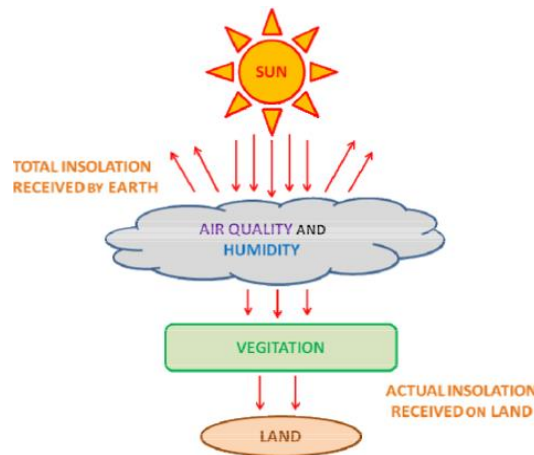 SUN
TOTAL INSOLATION
RECEIVED BY EARTH
AIR QUALITY AND
HUMIDITY
VEGITATION
ACTUAL INSOLATION
RECEIVED ON LAND
LAND